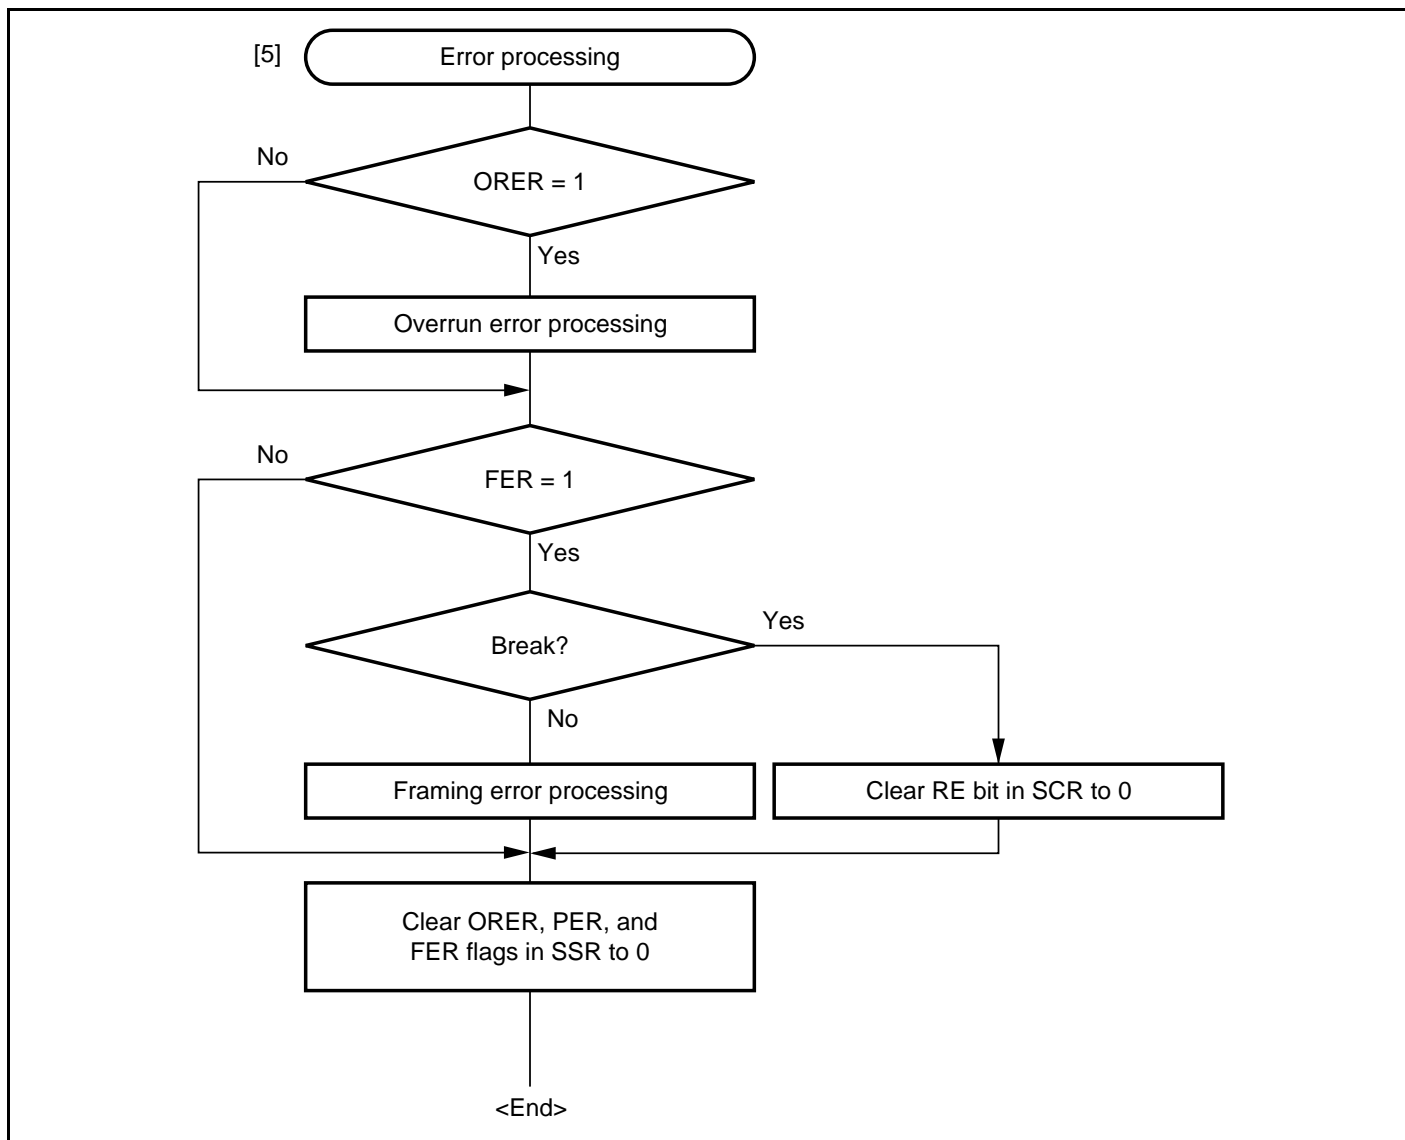 [5]
Error processing
No
ORER = 1
Yes
Overrun error processing
No
FER = 1
Yes
Yes
Break?
No
Framing error processing
Clear RE bit in SCR to 0
Clear ORER, PER, and
FER flags in SSR to 0
<End>